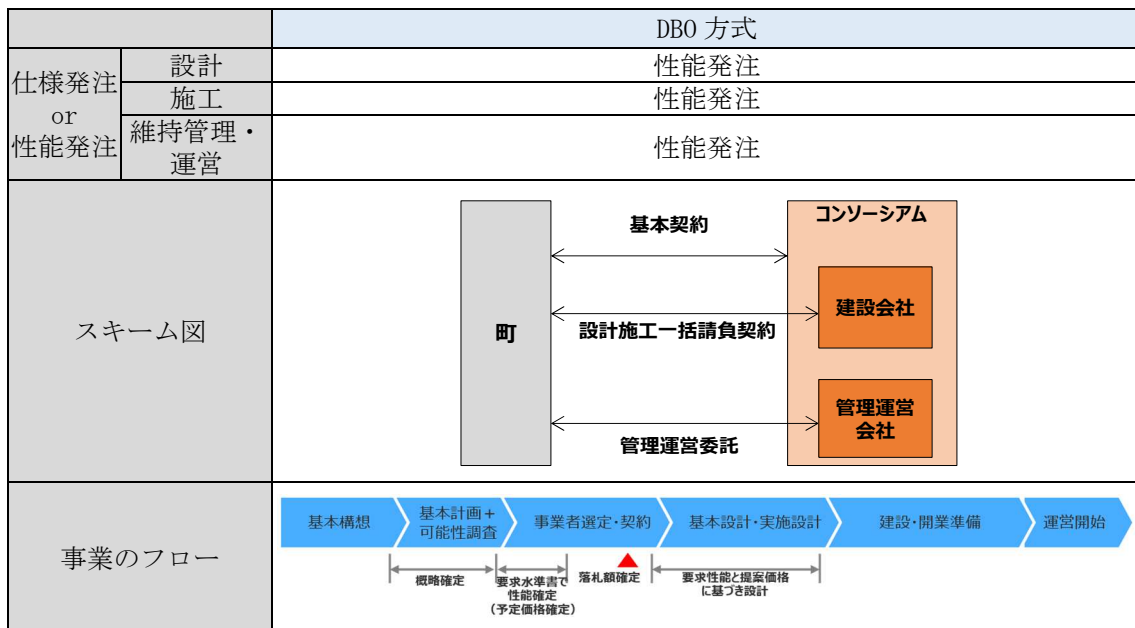 DBO 方式
仕様発注
or
性能発注
設計
性能発注
施工
性能発注
維持管理・
運営
性能発注
スキーム図
町
基本契約
設計施工一括請負契約
管理運営委託
コンソーシアム
建設会社
管理運営
会社
事業のフロー
基本構想
基本計画＋
可能性調査
事業者選定・契約
基本設計・実施設計
建設・開業準備
運営開始
概略確定
要求水準書で
性能確定
（予定価格確定）
落札額確定
要求性能と提案価格
に基づき設計